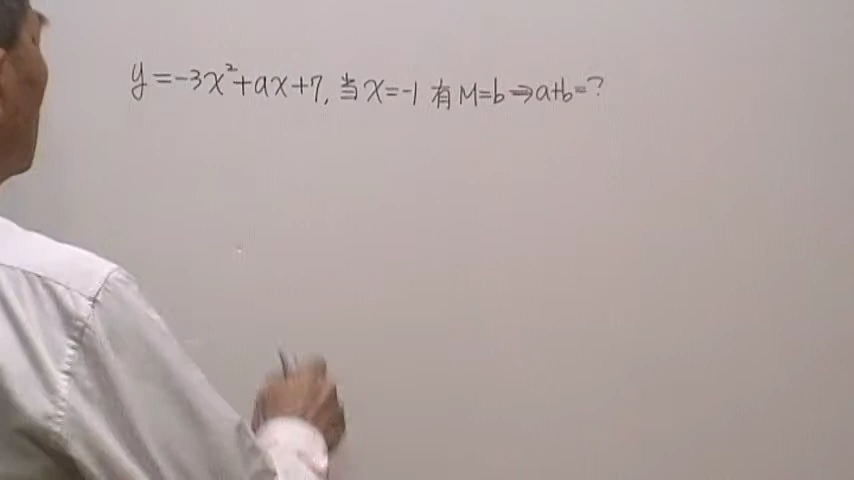 y=-3x²+ax+7, 当x=-1 有M=b⇒a+b=?